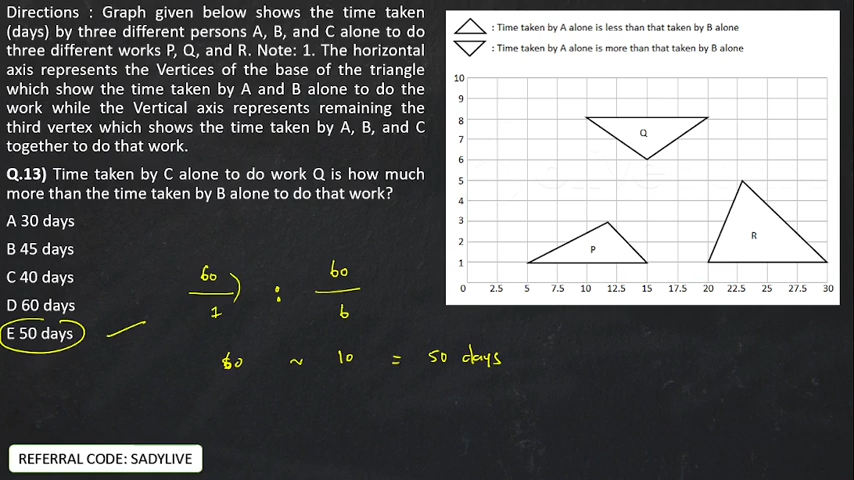 Directions : Graph given below shows the time taken
(days) by three different persons A, B, and C alone to do
three different works P, Q, and R. Note: 1. The horizontal
axis represents the Vertices of the base of the triangle
which show the time taken by A and B alone to do the
work while the Vertical axis represents remaining the
third vertex which shows the time taken by A, B, and C
together to do that work.
Q.13) Time taken by C alone to do work Q is how much
more than the time taken by B alone to do that work?
A 30 days
B 45 days
C 40 days
D 60 days
E 50 days
60 : 60
1 6
60 ~ 10 = 50 days
: Time taken by A alone is less than that taken by B alone
: Time taken by A alone is more than that taken by B alone
10
9
8
7
6
5
4
3
2
1
0 2.5 5 7.5 10 12.5 15 17.5 20 22.5 25 27.5 30
Q
P
R
REFERRAL CODE: SADYLIVE